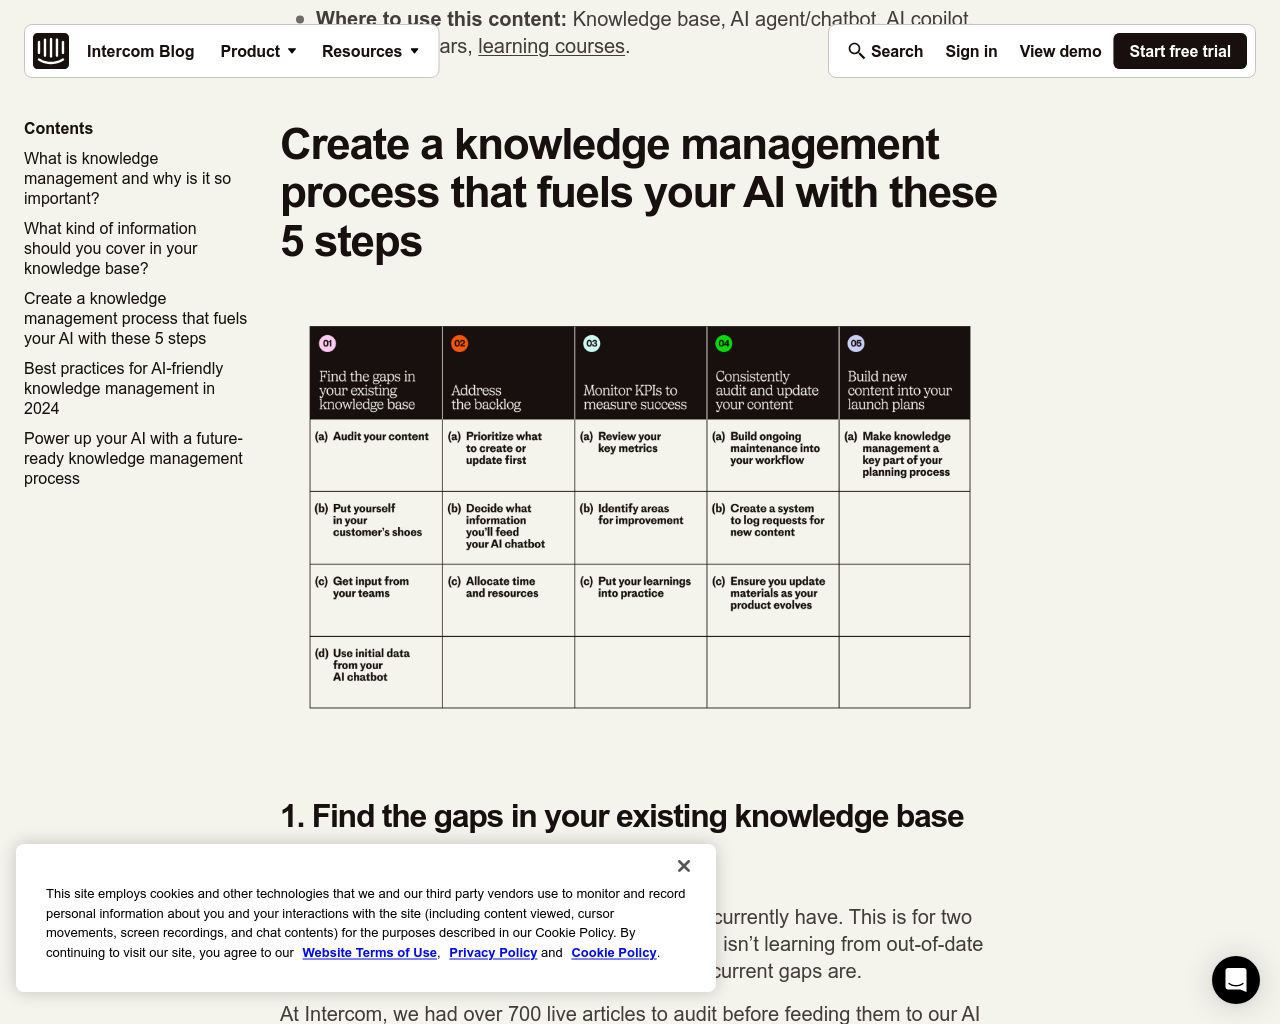 Where to use this content: Knowledge base, AI agent/chatbot, AI copilot,
ars, learning courses.
Intercom Blog
Product
Resources
Search
Sign in
View demo
Start free trial
Contents
What is knowledge
management and why is it so
important?
What kind of information
should you cover in your
knowledge base?
Create a knowledge
management process that fuels
your AI with these 5 steps
Best practices for AI-friendly
knowledge management in
2024
Power up your AI with a future-
ready knowledge management
process
Create a knowledge management
process that fuels your AI with these
5 steps
01
Find the gaps in
your existing
knowledge base
02
Address
the backlog
03
Monitor KPIs to
measure success
04
Consistently
audit and update
your content
05
Build new
content into your
launch plans
(a) Audit your content
(a) Prioritize what
to create or
update first
(a) Review your
key metrics
(a) Build ongoing
maintenance into
your workflow
(a) Make knowledge
management a
key part of your
planning process
(b) Put yourself
in your
customer's shoes
(b) Decide what
information
you'll feed
your AI chatbot
(b) Identify areas
for improvement
(b) Create a system
to log requests for
new content
(c) Get input from
your teams
(c) Allocate time
and resources
(c) Put your learnings
into practice
(c) Ensure you update
materials as your
product evolves
(d) Use initial data
from your
AI chatbot
1. Find the gaps in your existing knowledge base
currently have. This is for two
isn’t learning from out-of-date
current gaps are.
At Intercom, we had over 700 live articles to audit before feeding them to our AI
This site employs cookies and other technologies that we and our third party vendors use to monitor and record
personal information about you and your interactions with the site (including content viewed, cursor
movements, screen recordings, and chat contents) for the purposes described in our Cookie Policy. By
continuing to visit our site, you agree to our Website Terms of Use, Privacy Policy and Cookie Policy.